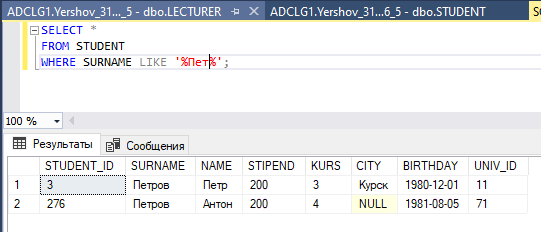 ADCLG1.Yershov_31..._5 - dbo.LECTURER ADCLG1.Yershov_31...6_5 - dbo.STUDENT
SELECT *
FROM STUDENT
WHERE SURNAME LIKE '%Пет%';
100 %
Результаты Сообщения
STUDENT_ID SURNAME NAME STIPEND KURS CITY BIRTHDAY UNIV_ID
1 3 Петров Петр 200 3 Курск 1980-12-01 11
2 276 Петров Антон 200 4 NULL 1981-08-05 71